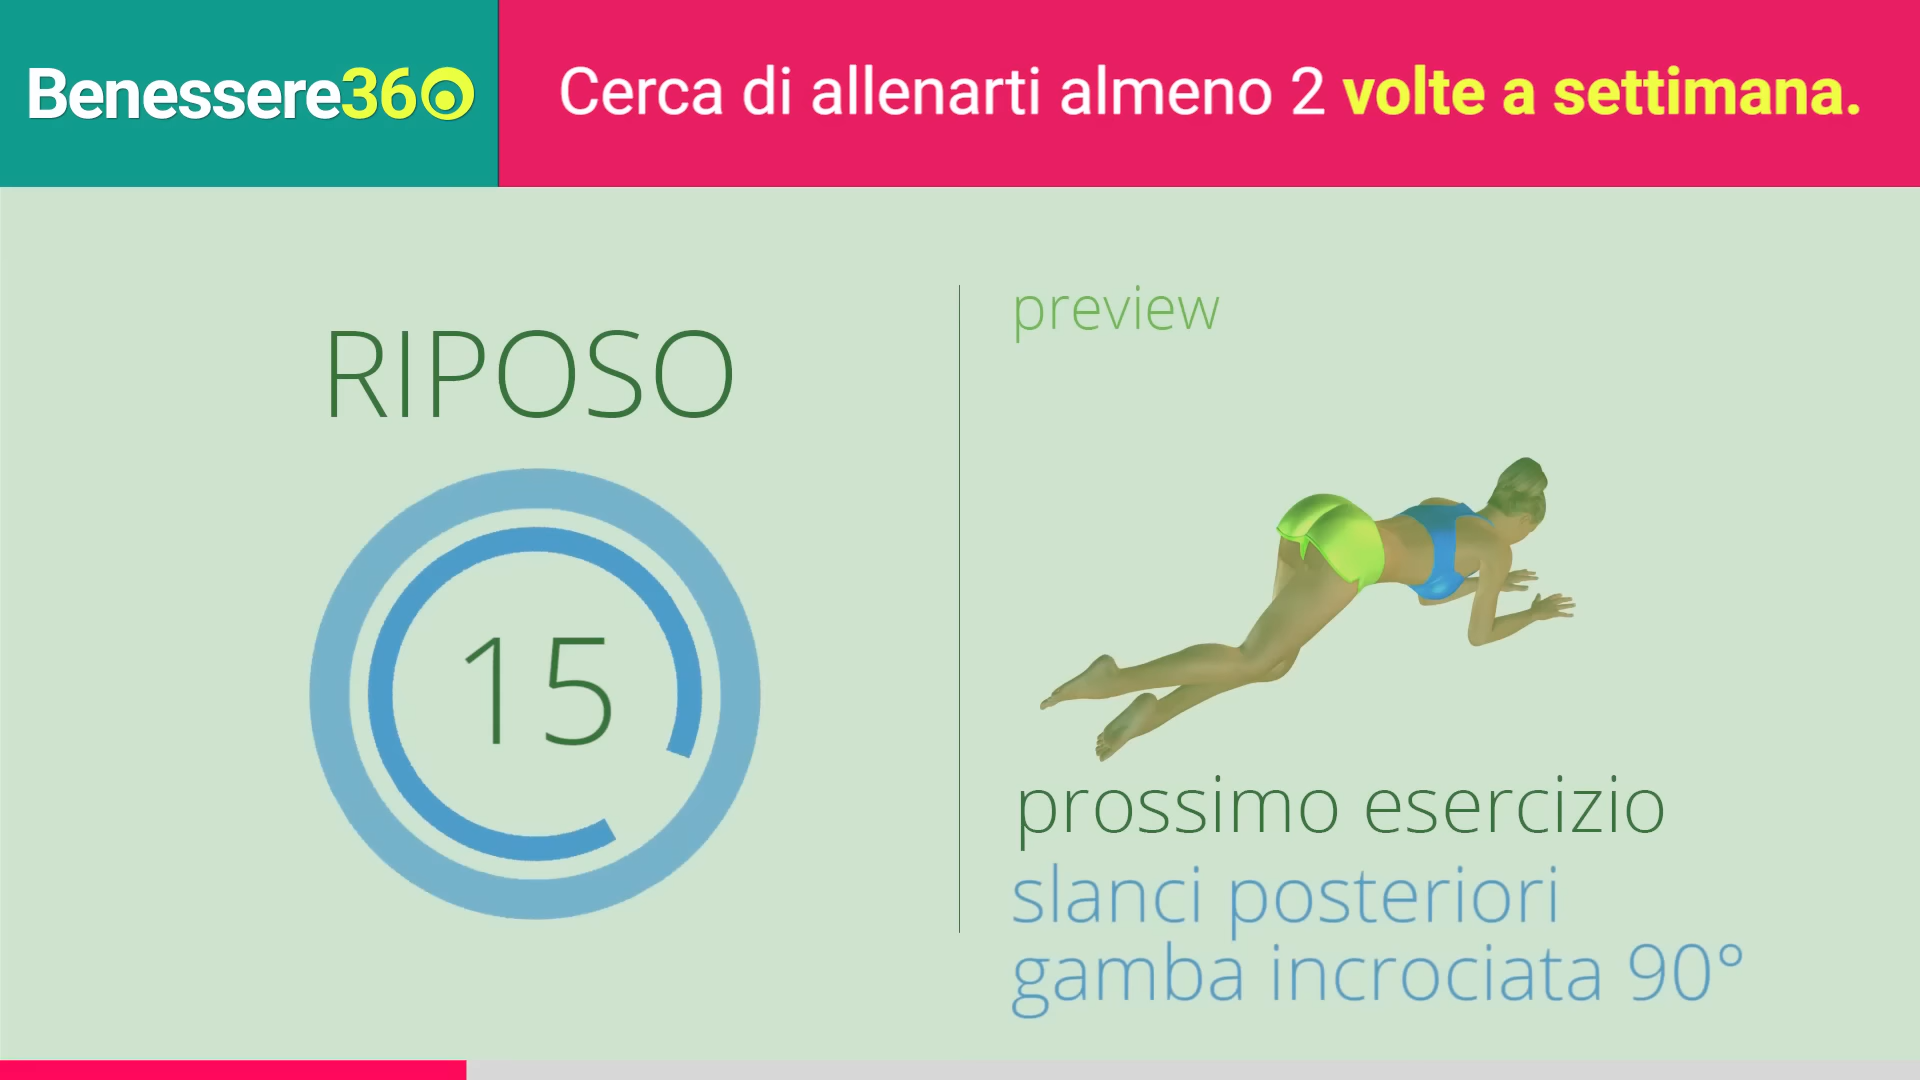 Benessere360
Cerca di allenarti almeno 2 volte a settimana.
RIPOSO
15
preview
prossimo esercizio
slanci posteriori
gamba incrociata 90°